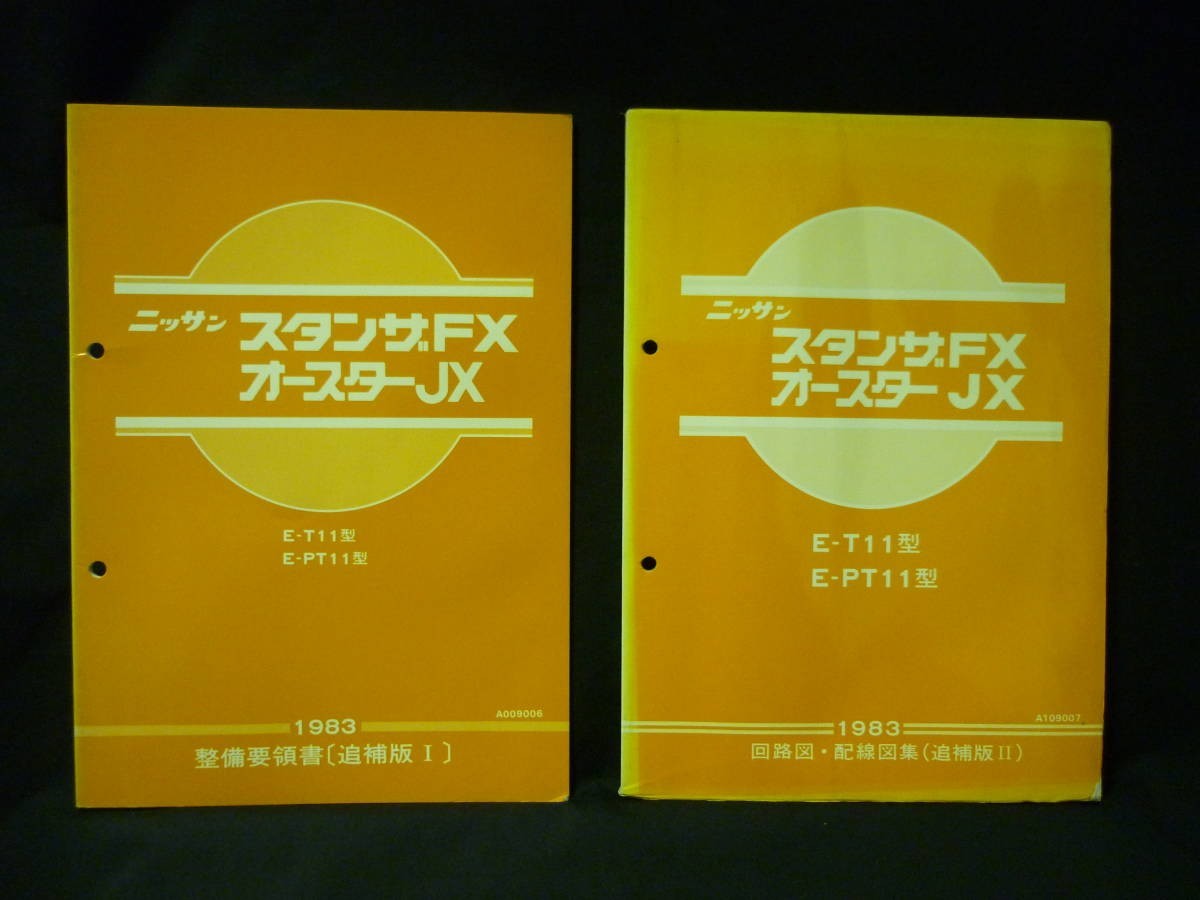 ニッサン
スタンザFX
オースターJX
E-T11型
E-PT11型
A009006
1983
整備要領書〔追補版 I 〕
ニッサン
スタンザFX
オースターJX
E-T11型
E-PT11型
A109007
1983
回路図・配線図集(追補版II)